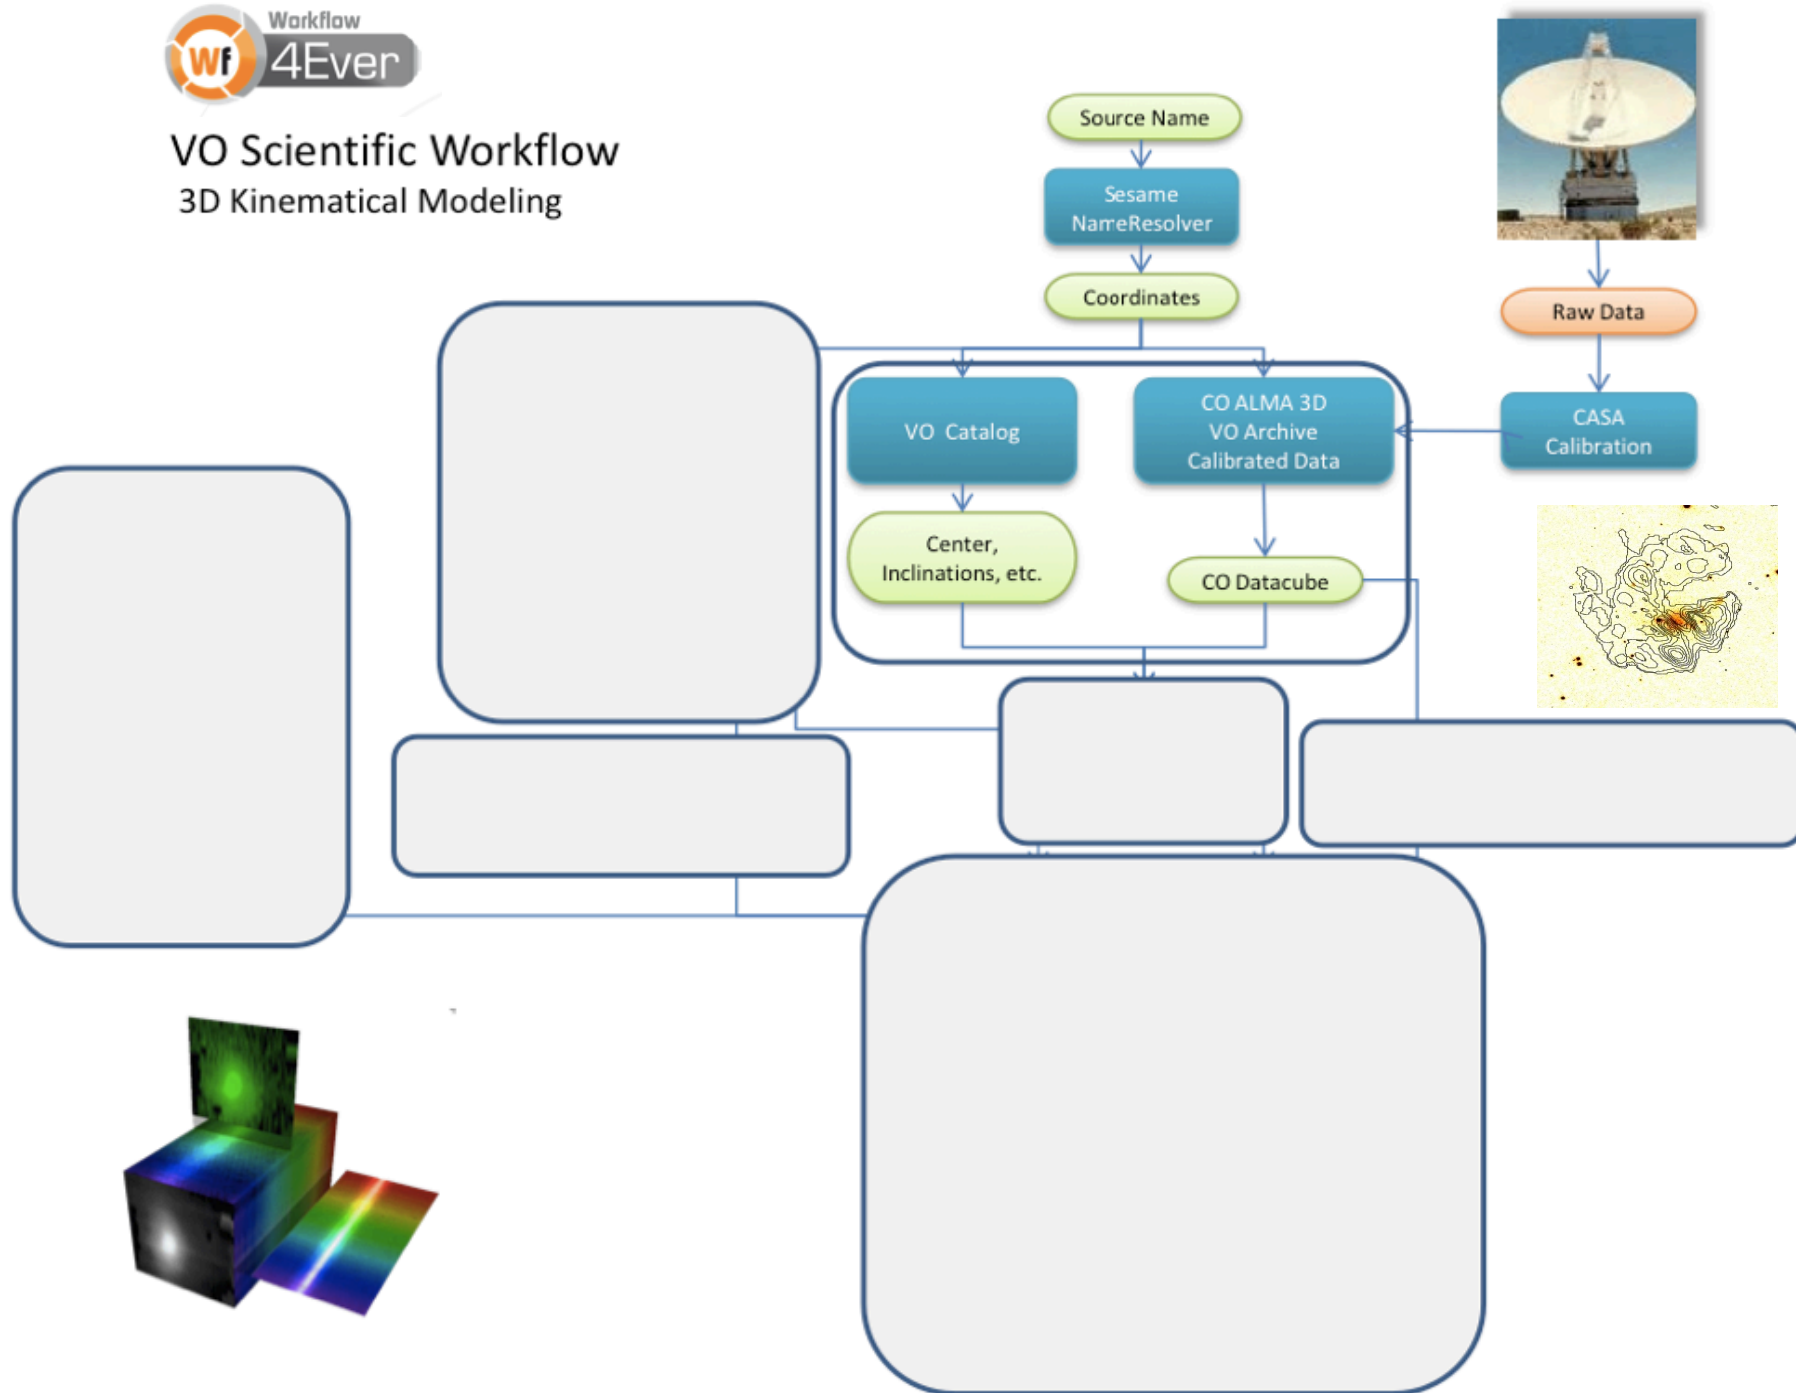 Workflow
Wf 4Ever
VO Scientific Workflow
3D Kinematical Modeling
Source Name
Sesame
NameResolver
Coordinates
Raw Data
VO Catalog
CO ALMA 3D
VO Archive
Calibrated Data
CASA
Calibration
Center,
Inclinations, etc.
CO Datacube